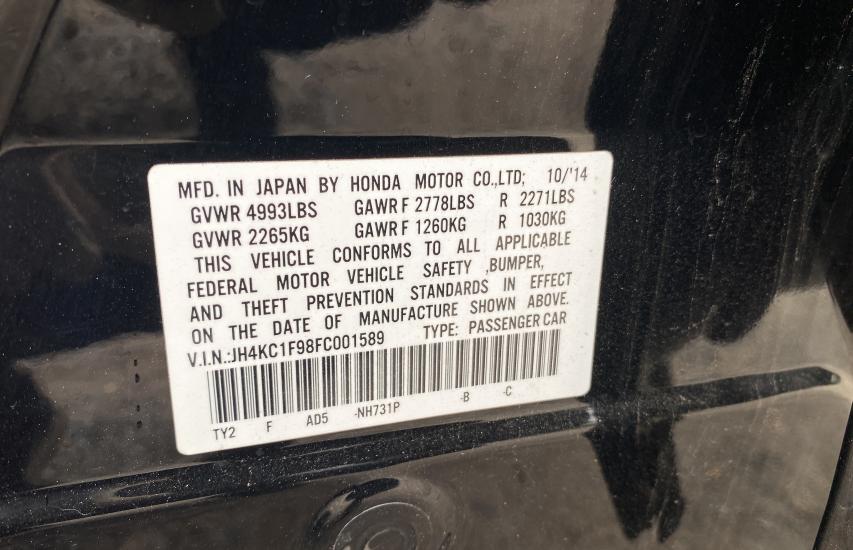 MFD. IN JAPAN BY HONDA MOTOR CO.,LTD; 10/'14
GVWR 4993LBS GAWR F 2778LBS R 2271LBS
GVWR 2265KG GAWR F 1260KG R 1030KG
THIS VEHICLE CONFORMS TO ALL APPLICABLE
FEDERAL MOTOR VEHICLE SAFETY ,BUMPER,
AND THEFT PREVENTION STANDARDS IN EFFECT
ON THE DATE OF MANUFACTURE SHOWN ABOVE.
V.I.N.:JH4KC1F98FC001589 TYPE: PASSENGER CAR
TY2 F AD5 -NH731P -B -C